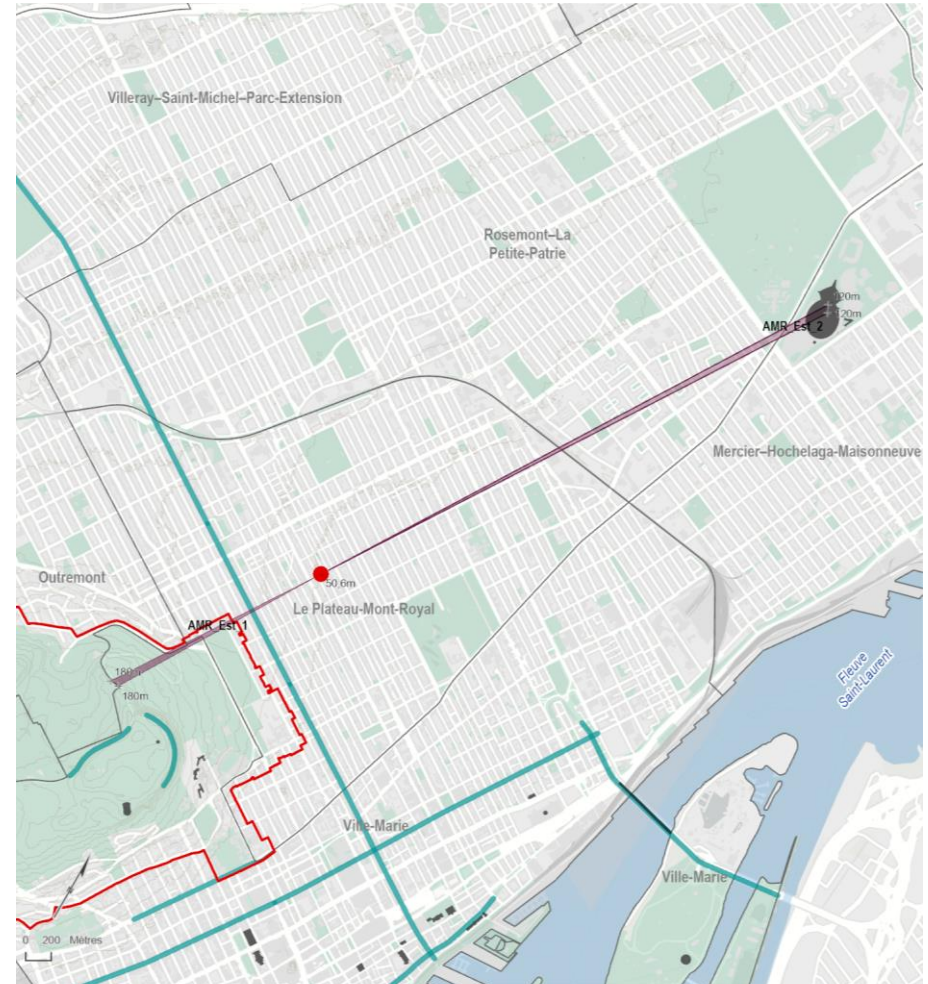 Villeray–Saint-Michel–Parc-Extension
Rosemont–La
Petite-Patrie
20m
AMR_Est_2
120m
Mercier–Hochelaga-Maisonneuve
Outremont
50,6m
Le Plateau-Mont-Royal
AMR_Est_1
180m
180m
Fleuve
Saint-Laurent
Ville-Marie
Ville-Marie
0 200 Mètres